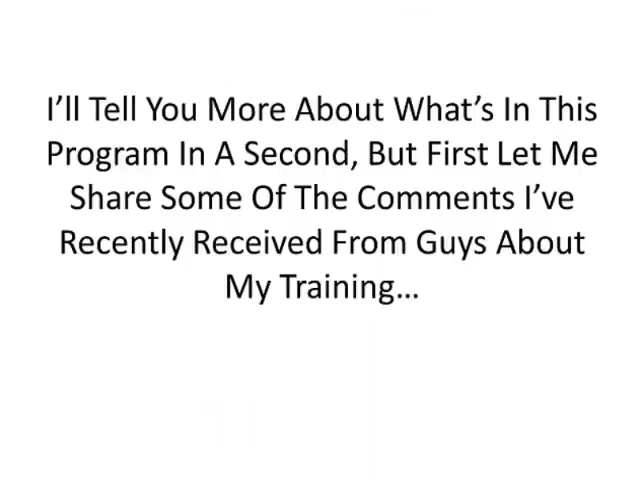 I’ll Tell You More About What’s In This
Program In A Second, But First Let Me
Share Some Of The Comments I’ve
Recently Received From Guys About
My Training…